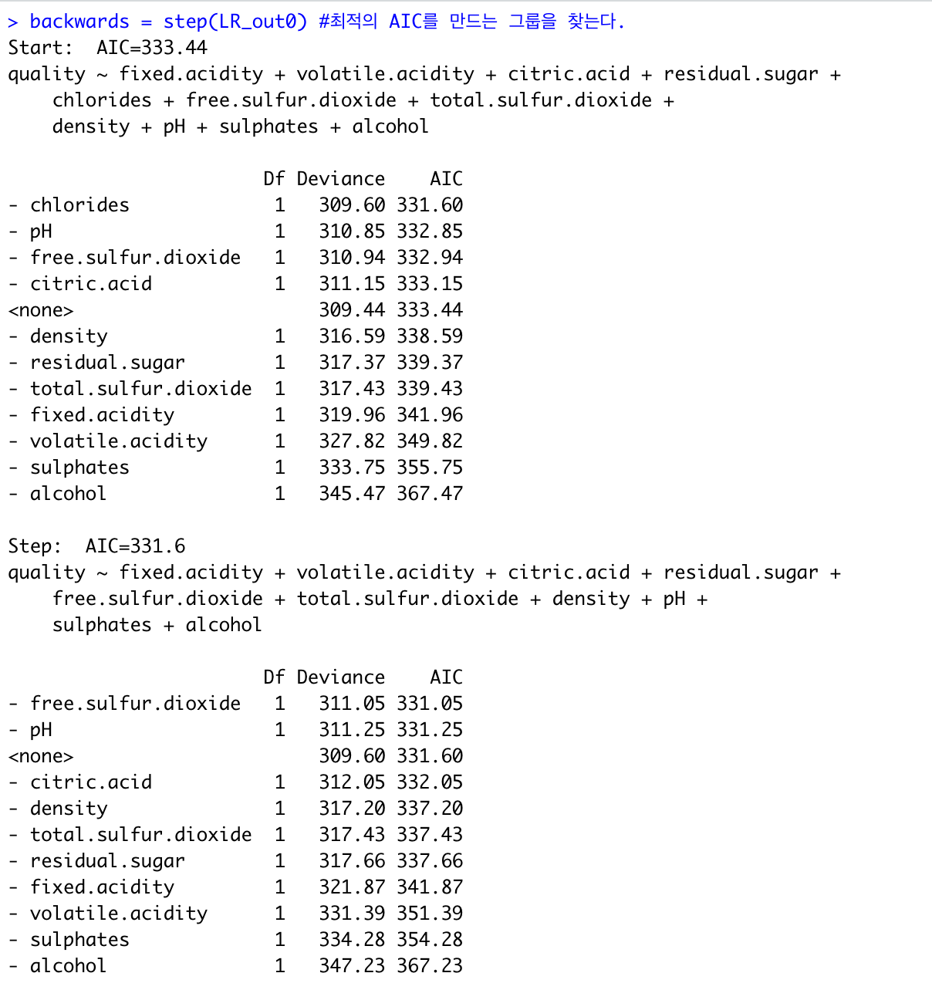 > backwards = step(LR_out0) #최적의 AIC를 만드는 그룹을 찾는다.
Start:  AIC=333.44
quality ~ fixed.acidity + volatile.acidity + citric.acid + residual.sugar +
    chlorides + free.sulfur.dioxide + total.sulfur.dioxide +
    density + pH + sulphates + alcohol

                       Df Deviance    AIC
- chlorides             1   309.60 331.60
- pH                    1   310.85 332.85
- free.sulfur.dioxide   1   310.94 332.94
- citric.acid           1   311.15 333.15
<none>                      309.44 333.44
- density               1   316.59 338.59
- residual.sugar        1   317.37 339.37
- total.sulfur.dioxide  1   317.43 339.43
- fixed.acidity         1   319.96 341.96
- volatile.acidity      1   327.82 349.82
- sulphates             1   333.75 355.75
- alcohol               1   345.47 367.47

Step:  AIC=331.6
quality ~ fixed.acidity + volatile.acidity + citric.acid + residual.sugar +
    free.sulfur.dioxide + total.sulfur.dioxide + density + pH +
    sulphates + alcohol

                       Df Deviance    AIC
- free.sulfur.dioxide   1   311.05 331.05
- pH                    1   311.25 331.25
<none>                      309.60 331.60
- citric.acid           1   312.05 332.05
- density               1   317.20 337.20
- total.sulfur.dioxide  1   317.43 337.43
- residual.sugar        1   317.66 337.66
- fixed.acidity         1   321.87 341.87
- volatile.acidity      1   331.39 351.39
- sulphates             1   334.28 354.28
- alcohol               1   347.23 367.23